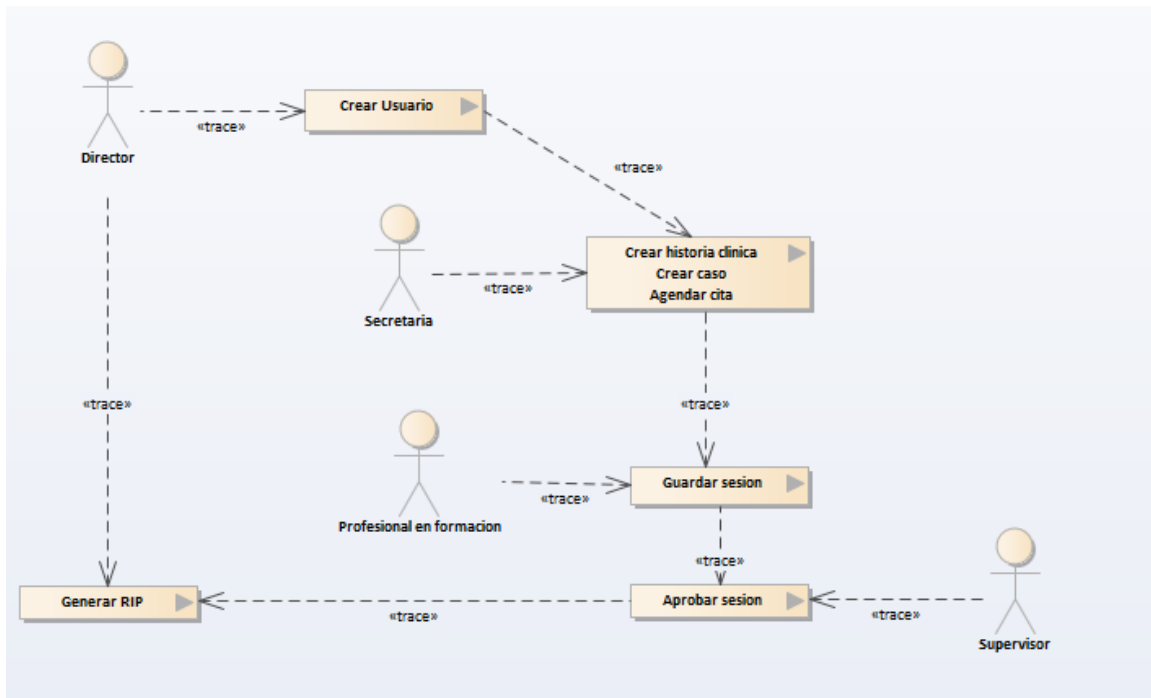 Crear Usuario
«trace»
Director
«trace»
Crear historia clinica
Crear caso
Agendar cita
«trace»
Secretaria
«trace»
«trace»
Guardar sesion
«trace»
Profesional en formacion
«trace»
Generar RIP
Aprobar sesion
«trace»
«trace»
Supervisor